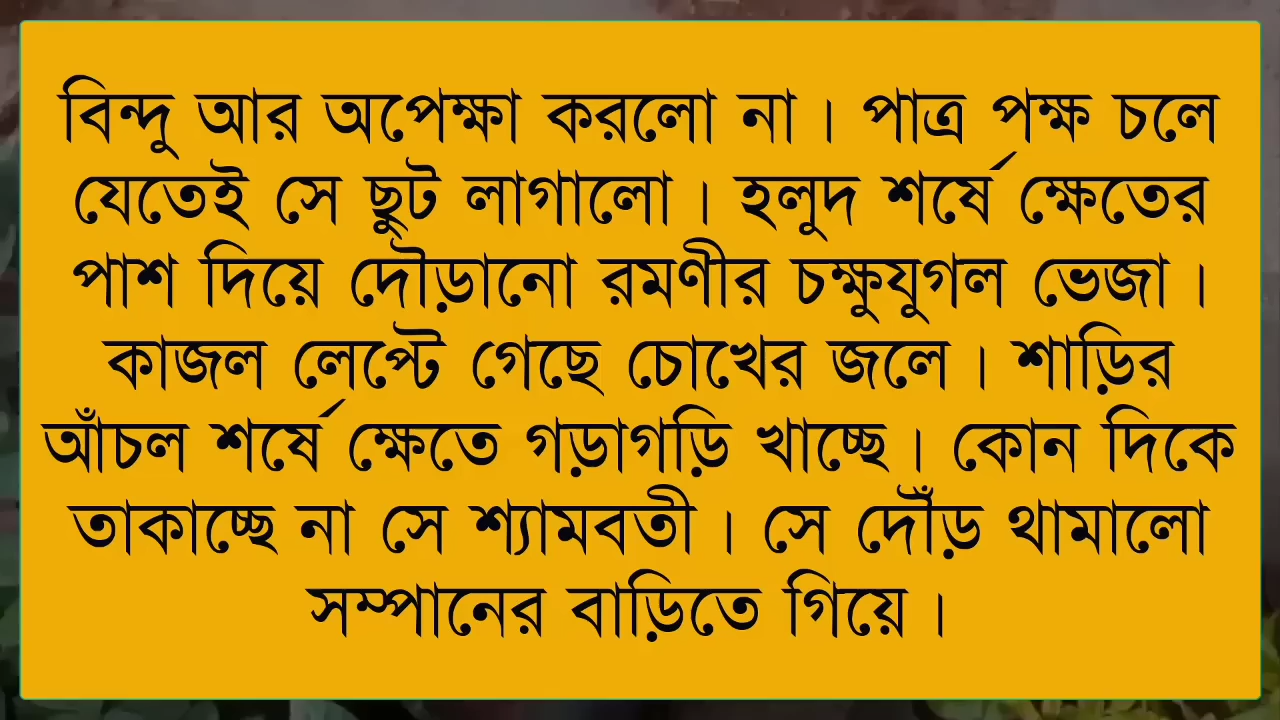 বিন্দু আর অপেক্ষা করলো না। পাত্র পক্ষ চলে
যেতেই সে ছুট লাগালো। হলুদ শর্ষে ক্ষেতের
পাশ দিয়ে দৌড়ানো রমণীর চক্ষুযুগল ভেজা।
কাজল লেপ্টে গেছে চোখের জলে। শাড়ির
আঁচল শর্ষে ক্ষেতে গড়াগড়ি খাচ্ছে। কোন দিকে
তাকাচ্ছে না সে শ্যামবতী। সে দৌঁড় থামালো
সম্পানের বাড়িতে গিয়ে।